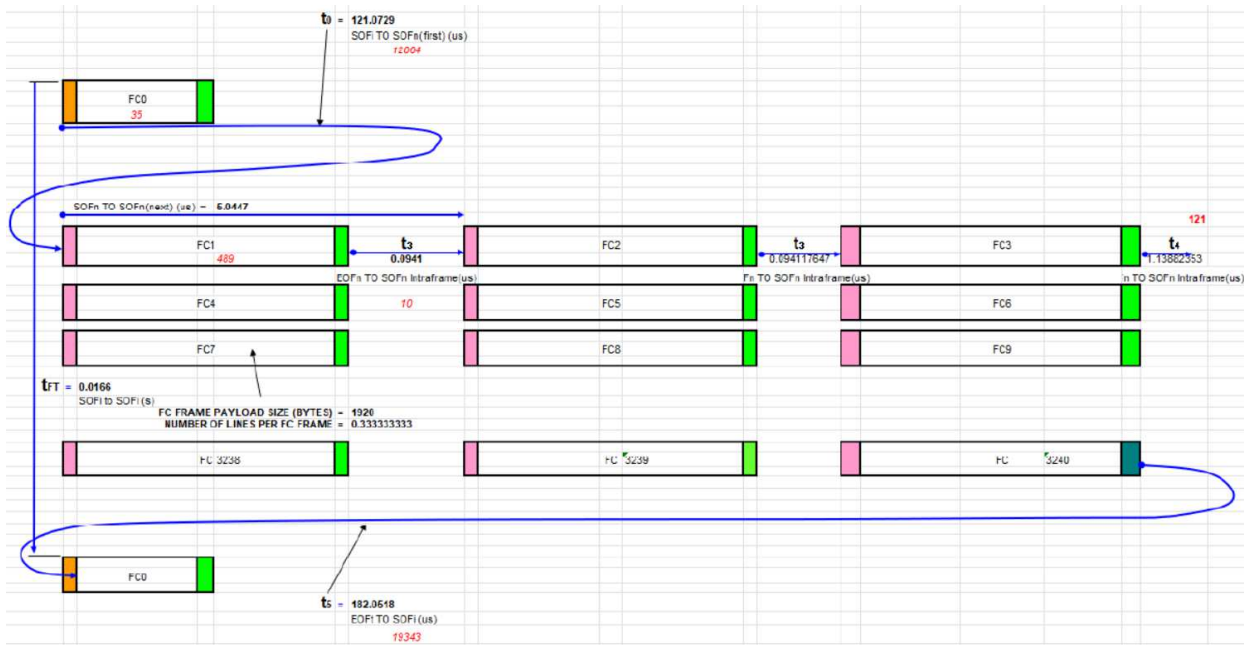 t0 = 121.0729
SOFi TO SOFn(first) (us)
12004
FC0
35
SOFn TO SOFn(next) (us) = 5.0447
121
FC1
489
t3
0.0941
FC2
t3
0.094117647
FC3
t4
1.13882353
EOFn TO SOFn Intraframe(us)
Fn TO SOFn Intraframe(us)
n TO SOFn Intraframe(us)
FC4
10
FC5
FC6
FC7
FC8
FC9
tFT = 0.0166
SOFi to SOFi (s)
FC FRAME PAYLOAD SIZE (BYTES) = 1920
NUMBER OF LINES PER FC FRAME = 0.333333333
FC 3238
FC 3239
FC 3240
FC0
t5 = 182.0518
EOFt TO SOFi (us)
19343